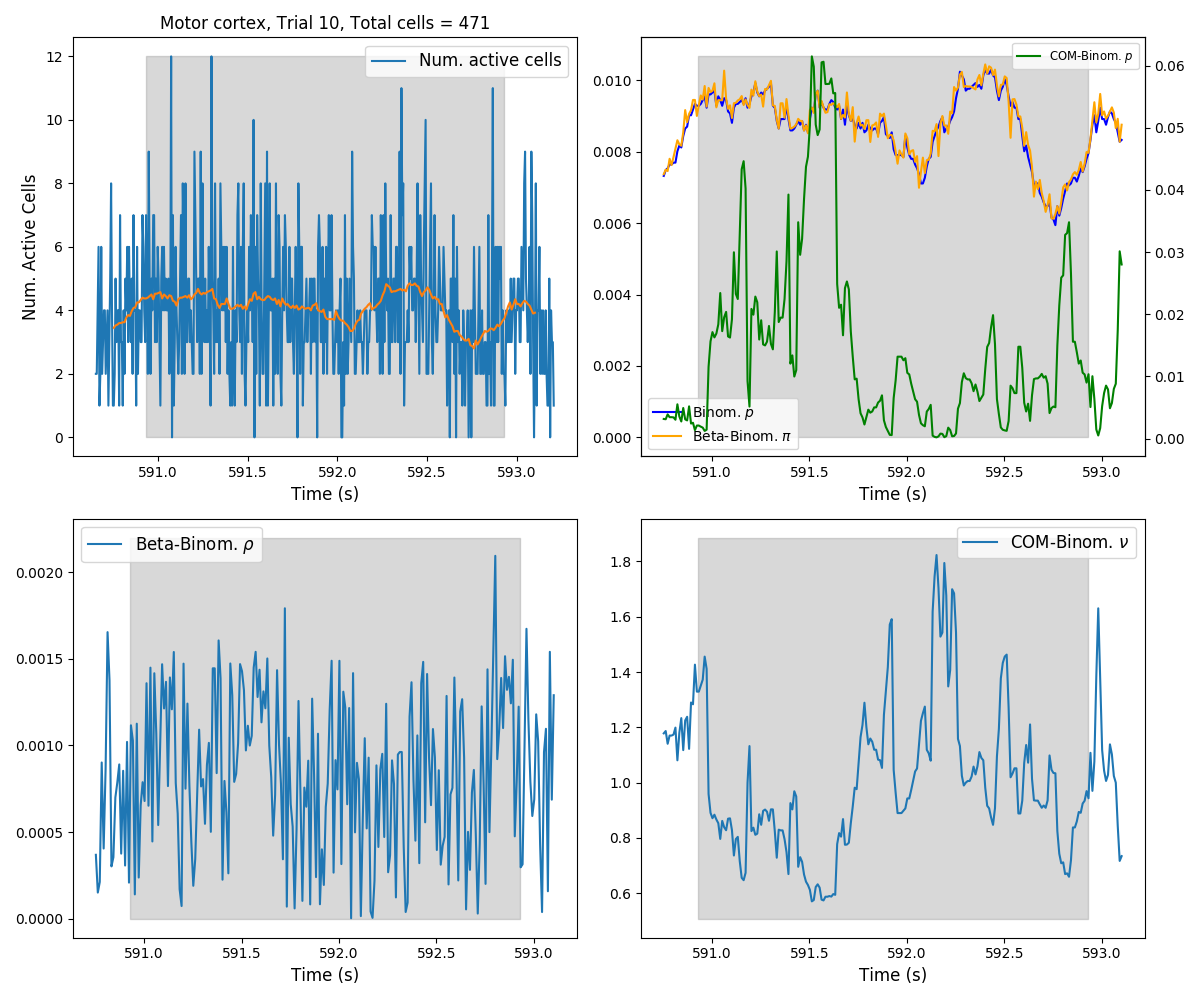 Motor cortex, Trial 10, Total cells = 471
Num. Active Cells
12
10
8
6
4
2
0
Num. active cells
591.0 591.5 592.0 592.5 593.0
Time (s)
0.010
0.008
0.006
0.004
0.002
0.000
COM-Binom. p
Binom. p
Beta-Binom. π
0.06
0.05
0.04
0.03
0.02
0.01
0.00
591.0 591.5 592.0 592.5 593.0
Time (s)
Beta-Binom. ρ
0.0020
0.0015
0.0010
0.0005
0.0000
591.0 591.5 592.0 592.5 593.0
Time (s)
COM-Binom. ν
1.8
1.6
1.4
1.2
1.0
0.8
0.6
591.0 591.5 592.0 592.5 593.0
Time (s)